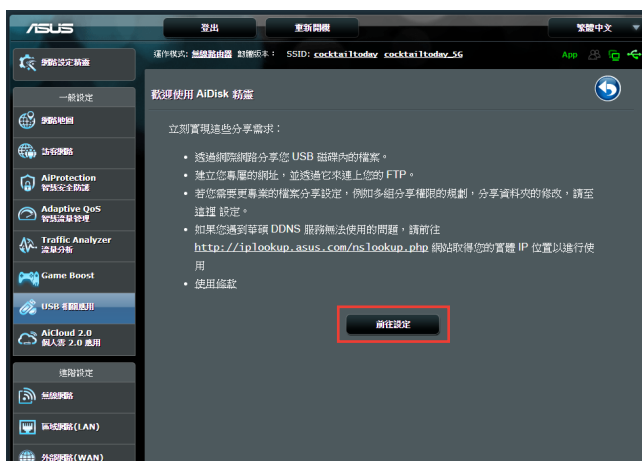 ASUS 登出 重新開機 繁體中文
運作模式: 無線路由器 韌體版本: SSID: cocktailtoday cocktailtoday_5G App
網路設定精靈
一般設定
網路地圖
訪客網路
AiProtection
智慧安全防護
Adaptive QoS
智慧流量管理
Traffic Analyzer
流量分析
Game Boost
USB 相關應用
AiCloud 2.0
個人雲 2.0 應用
進階設定
無線網路
區域網路(LAN)
外部網路(WAN)
歡迎使用 AiDisk 精靈
立刻實現這些分享需求：
• 透過網際網路分享您 USB 磁碟內的檔案。
• 建立您專屬的網址，並透過它來連上您的 FTP。
• 若您需要更專業的檔案分享設定，例如多組分享權限的規劃，分享資料夾的修改，請至
這裡 設定。
• 如果您遇到華碩 DDNS 服務無法使用的問題，請前往
http://iplookup.asus.com/nslookup.php 網站取得您的實體 IP 位置以進行使
用
• 使用條款
前往設定